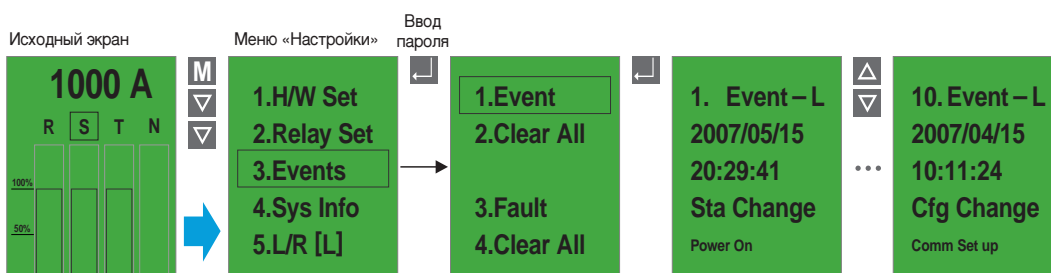 Исходный экран
1000 A
R S T N
100%
50%
M
Меню «Настройки»
1.H/W Set
2.Relay Set
3.Events
4.Sys Info
5.L/R [L]
Ввод
пароля
1.Event
2.Clear All
3.Fault
4.Clear All
1. Event–L
2007/05/15
20:29:41
Sta Change
Power On
...
10. Event–L
2007/04/15
10:11:24
Cfg Change
Comm Set up